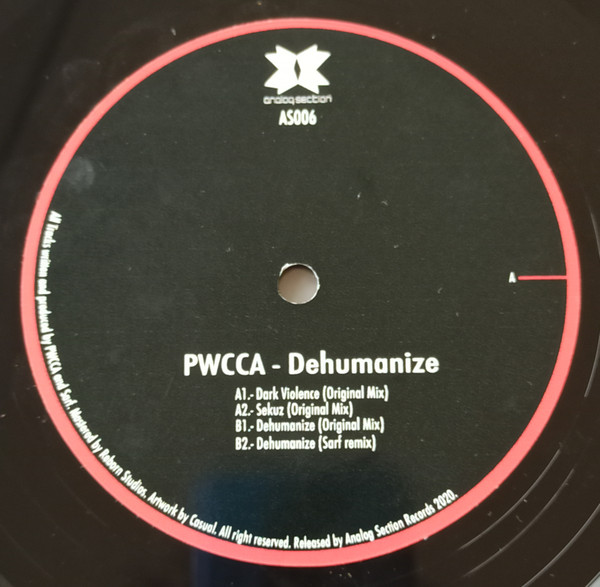 analog section
AS006
A
PWCCA - Dehumanize
A1.- Dark Violence (Original Mix)
A2.- Sekuz (Original Mix)
B1.- Dehumanize (Original Mix)
B2.- Dehumanize (Sarf remix)
All tracks written and produced by PWCCA and Sarf. Mastered by Reborn Studios. Artwork by Casual. All right reserved. Released by Analog Section Records 2020.